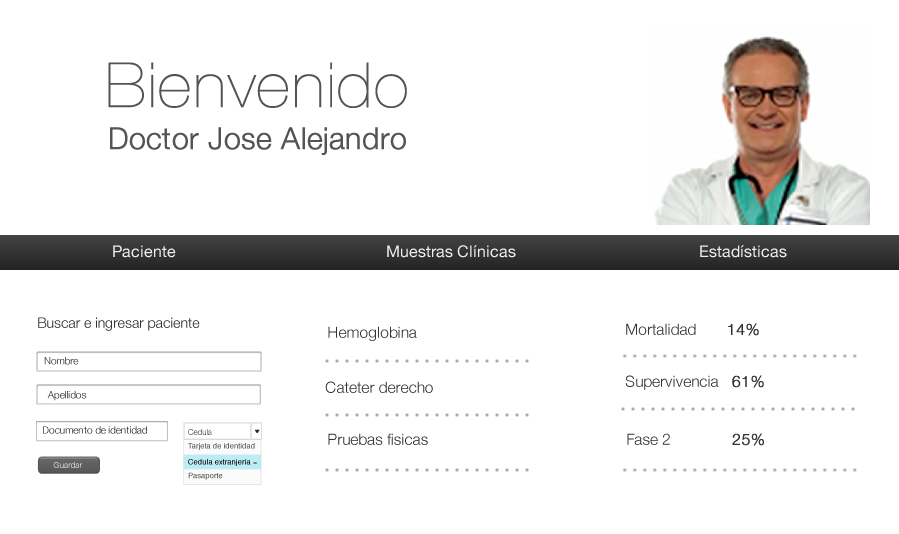 Bienvenido
Doctor Jose Alejandro
Paciente
Muestras Clínicas
Estadísticas
Buscar e ingresar paciente
Nombre
Apellidos
Documento de identidad
Cedula
Tarjeta de identidad
Cedula extranjeria
Pasaporte
Guardar
Hemoglobina
Cateter derecho
Pruebas fisicas
Mortalidad 14%
Supervivencia 61%
Fase 2 25%